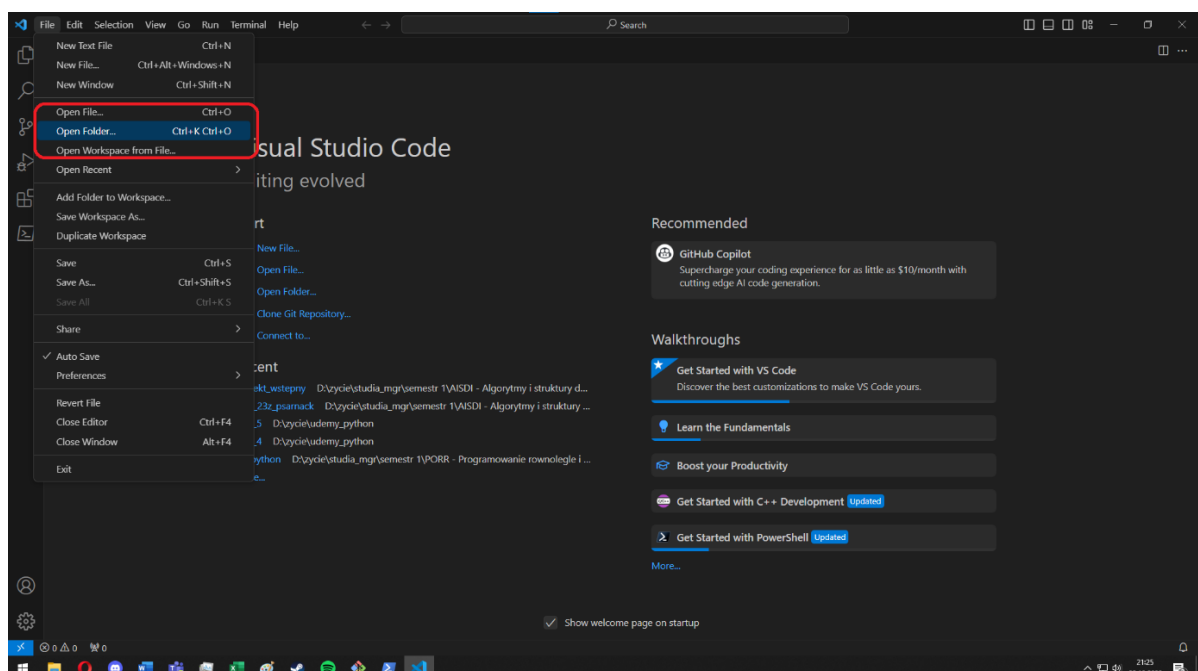 File Edit Selection View Go Run Terminal Help Search
New Text File Ctrl+N
New File... Ctrl+Alt+Windows+N
New Window Ctrl+Shift+N
Open File... Ctrl+O
Open Folder... Ctrl+K Ctrl+O
Open Workspace from File...
Open Recent
Add Folder to Workspace...
Save Workspace As...
Duplicate Workspace
Save Ctrl+S
Save As... Ctrl+Shift+S
Save All Ctrl+K S
Share
Auto Save
Preferences
Revert File
Close Editor Ctrl+F4
Close Window Alt+F4
Exit
isual Studio Code
iting evolved
rt
New File...
Open File...
Open Folder...
Clone Git Repository...
Connect to...
ent
ekt_wstepny D:\zycie\studia_mgr\semestr 1\AISDI - Algorytmy i struktury d...
_23z_psarnack D:\zycie\studia_mgr\semestr 1\AISDI - Algorytmy i struktury ...
_5 D:\zycie\udemy_python
_4 D:\zycie\udemy_python
ython D:\zycie\studia_mgr\semestr 1\PORR - Programowanie rownolegle i ...
e...
Recommended
GitHub Copilot
Supercharge your coding experience for as little as $10/month with
cutting edge AI code generation.
Walkthroughs
Get Started with VS Code
Discover the best customizations to make VS Code yours.
Learn the Fundamentals
Boost your Productivity
Get Started with C++ Development Updated
Get Started with PowerShell Updated
More...
Show welcome page on startup
0 0 0
21:25